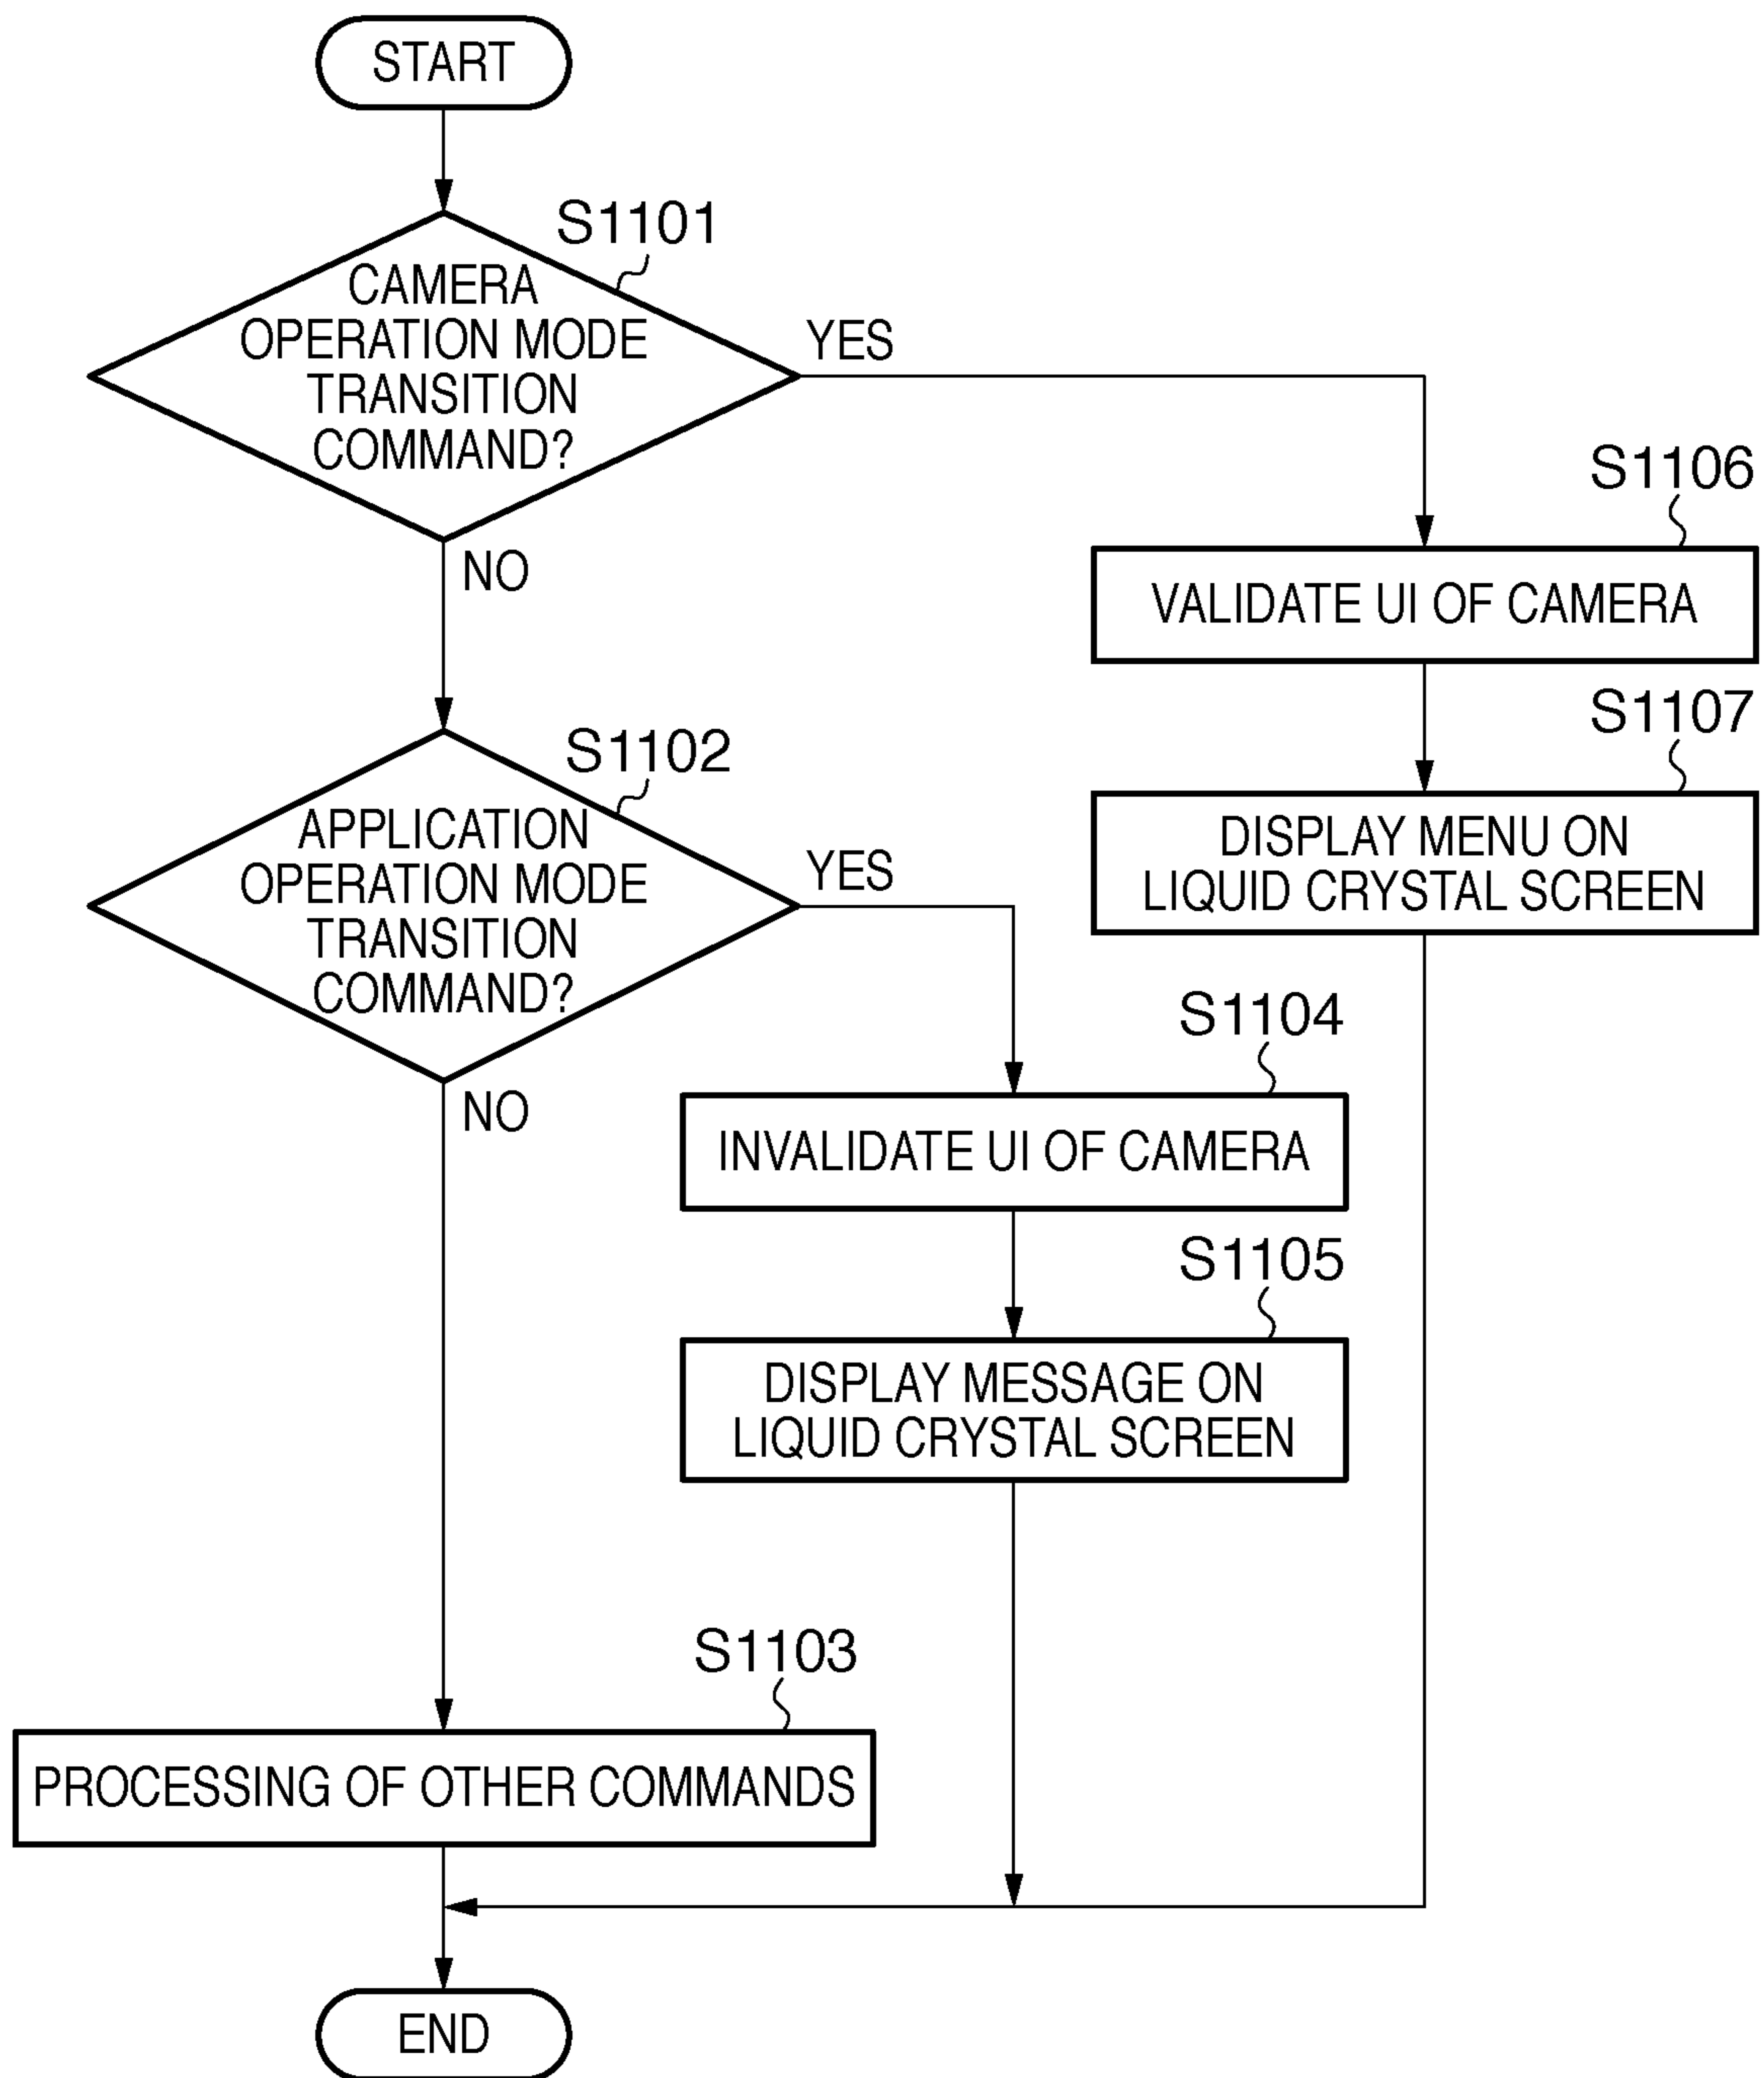 START
S1101
CAMERA
OPERATION MODE
TRANSITION
COMMAND?
YES
NO
S1106
VALIDATE UI OF CAMERA
S1107
DISPLAY MENU ON
LIQUID CRYSTAL SCREEN
S1102
APPLICATION
OPERATION MODE
TRANSITION
COMMAND?
YES
NO
S1104
INVALIDATE UI OF CAMERA
S1105
DISPLAY MESSAGE ON
LIQUID CRYSTAL SCREEN
S1103
PROCESSING OF OTHER COMMANDS
END